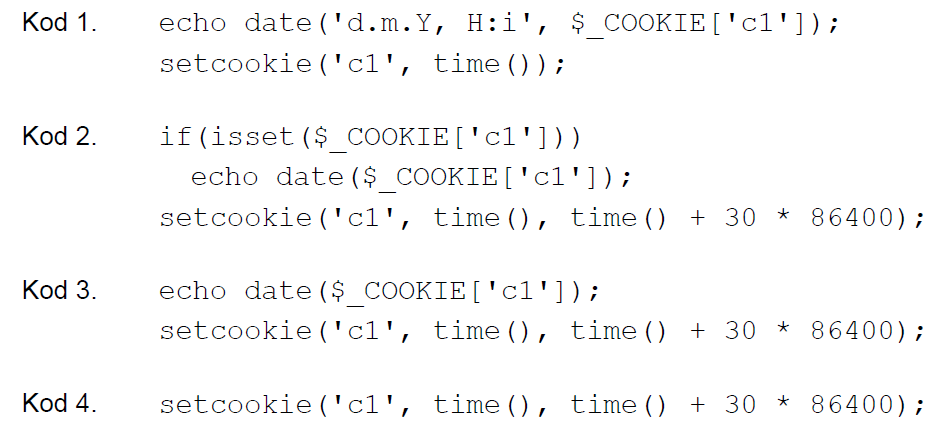 Kod 1. echo date('d.m.Y, H:i', $_COOKIE['c1']);
setcookie('c1', time());
Kod 2. if(isset($_COOKIE['c1']))
echo date($_COOKIE['c1']);
setcookie('c1', time(), time() + 30 * 86400);
Kod 3. echo date($_COOKIE['c1']);
setcookie('c1', time(), time() + 30 * 86400);
Kod 4. setcookie('c1', time(), time() + 30 * 86400);